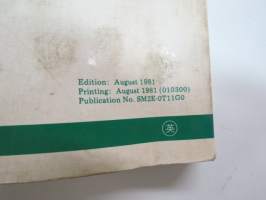 Edition: August 1981
Printing: August 1981 (010300)
Publication No. SM2E-0T11G0
英